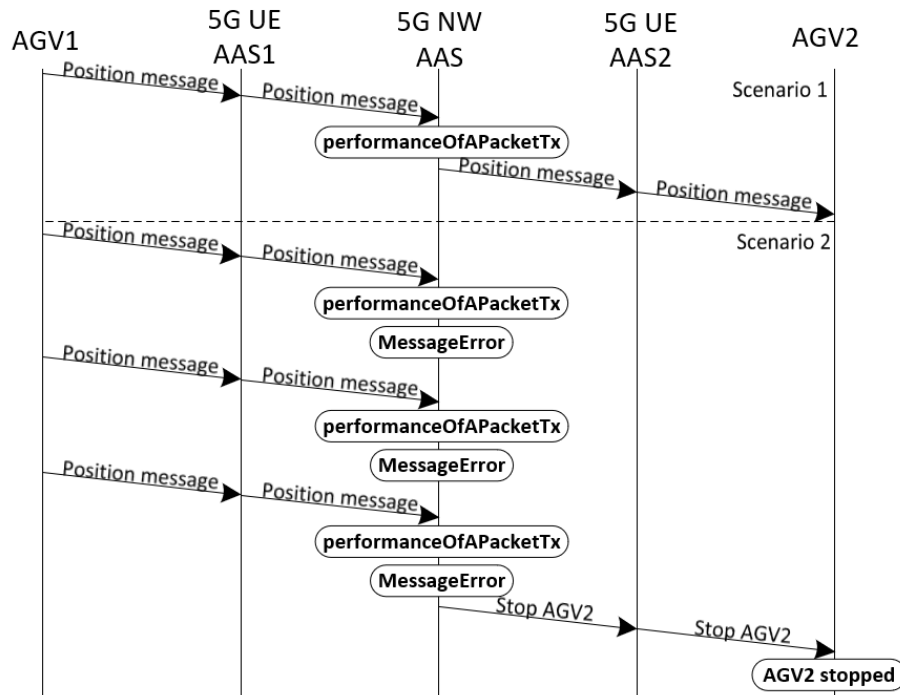 AGV1
5G UE
AAS1
5G NW
AAS
5G UE
AAS2
AGV2
Scenario 1
Position message
Position message
performanceOfAPacketTx
Position message
Position message
Scenario 2
Position message
Position message
performanceOfAPacketTx
MessageError
Position message
Position message
performanceOfAPacketTx
MessageError
Position message
Position message
performanceOfAPacketTx
MessageError
Stop AGV2
Stop AGV2
AGV2 stopped